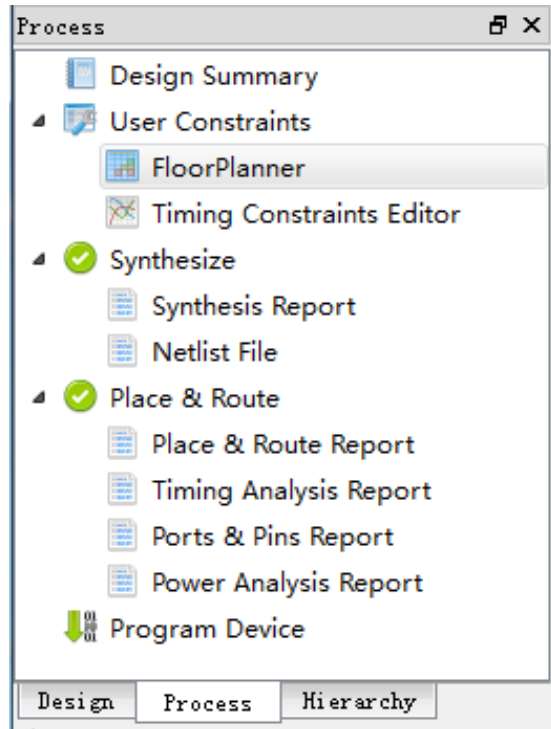 Process
Design Summary
User Constraints
FloorPlanner
Timing Constraints Editor
Synthesize
Synthesis Report
Netlist File
Place & Route
Place & Route Report
Timing Analysis Report
Ports & Pins Report
Power Analysis Report
Program Device
Design Process Hierarchy